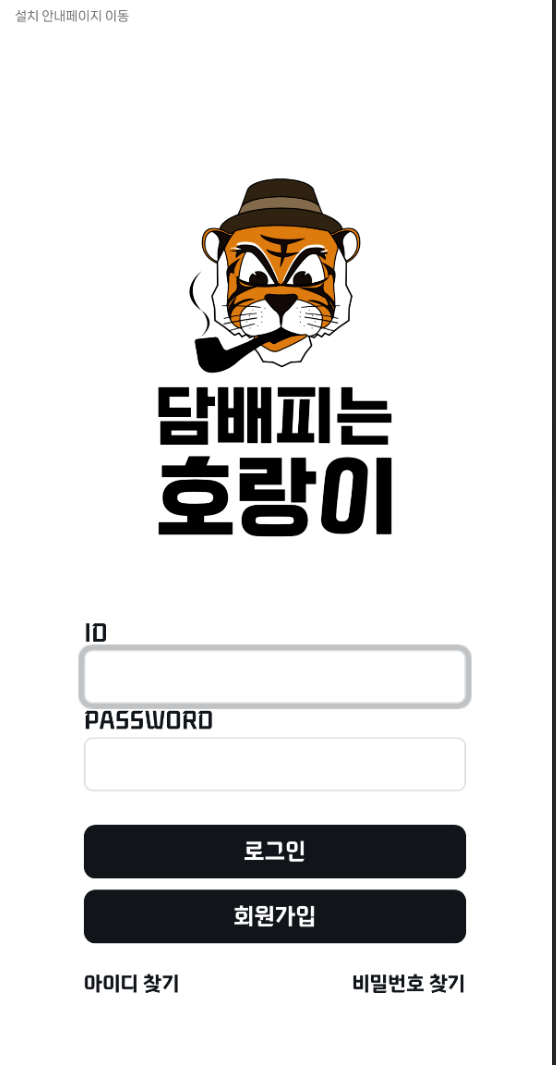 설치 안내페이지 이동
담배피는
호랑이
ID
PASSWORD
로그인
회원가입
아이디 찾기
비밀번호 찾기